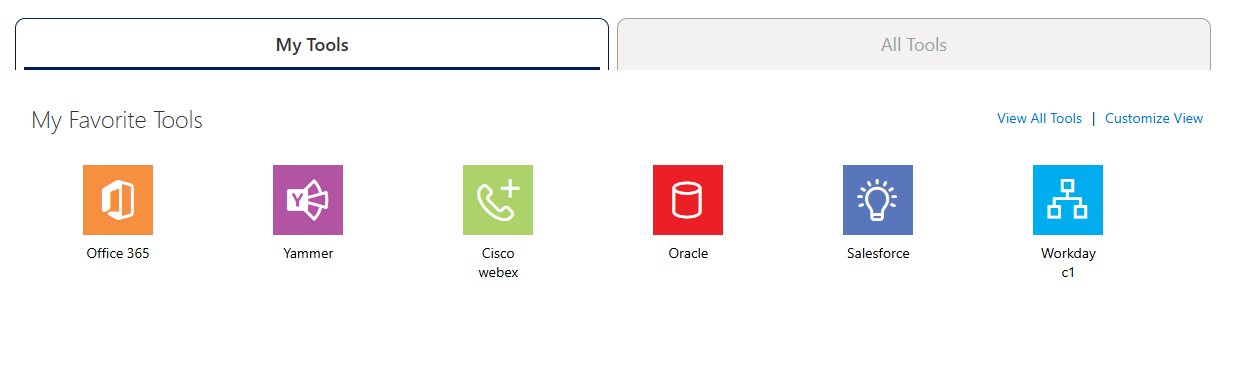 My Tools
All Tools
My Favorite Tools
View All Tools | Customize View
Y
Office 365
Yammer
Cisco
webex
Oracle
Salesforce
Workday
c1